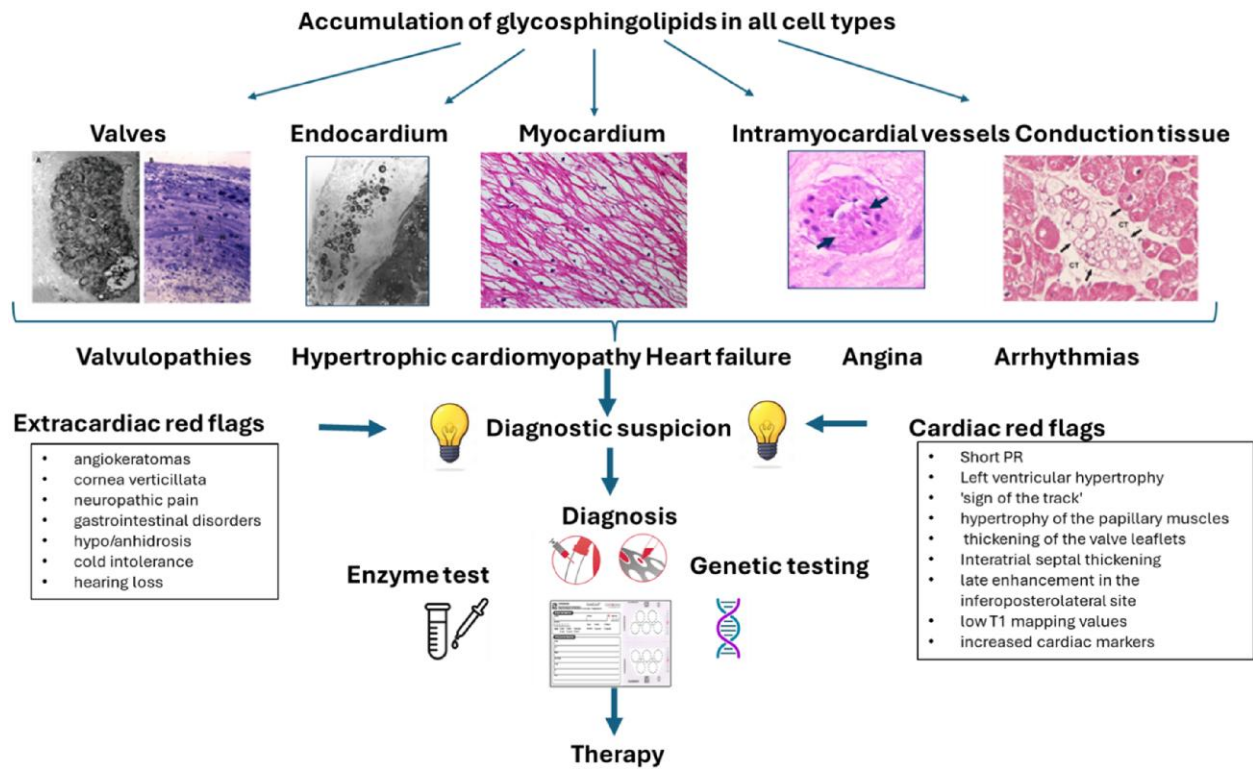 Accumulation of glycosphingolipids in all cell types
Valves
Endocardium
Myocardium
Intramyocardial vessels
Conduction tissue
A
CT
CT
Valvulopathies
Hypertrophic cardiomyopathy
Heart failure
Angina
Arrhythmias
Extracardiac red flags
• angiokeratomas
• cornea verticillata
• neuropathic pain
• gastrointestinal disorders
• hypo/anhidrosis
• cold intolerance
• hearing loss
Diagnostic suspicion
Cardiac red flags
• Short PR
• Left ventricular hypertrophy
• 'sign of the track'
• hypertrophy of the papillary muscles
• thickening of the valve leaflets
• Interatrial septal thickening
• late enhancement in the
inferoposterolateral site
• low T1 mapping values
• increased cardiac markers
Diagnosis
Enzyme test
Genetic testing
Therapy